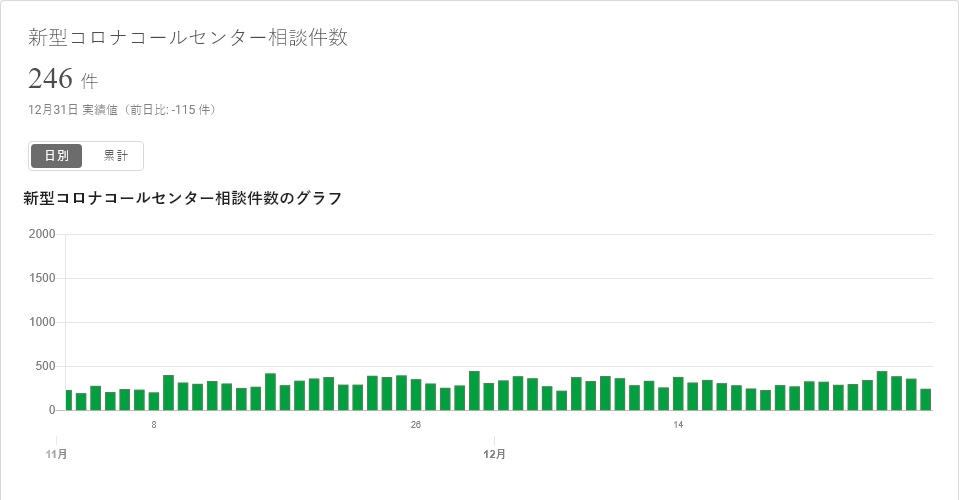 新型コロナコールセンター相談件数
246 件
12月31日 実績値（前日比: -115 件）
日別 累計
新型コロナコールセンター相談件数のグラフ
2000
1500
1000
500
0
8 26 14
11月 12月